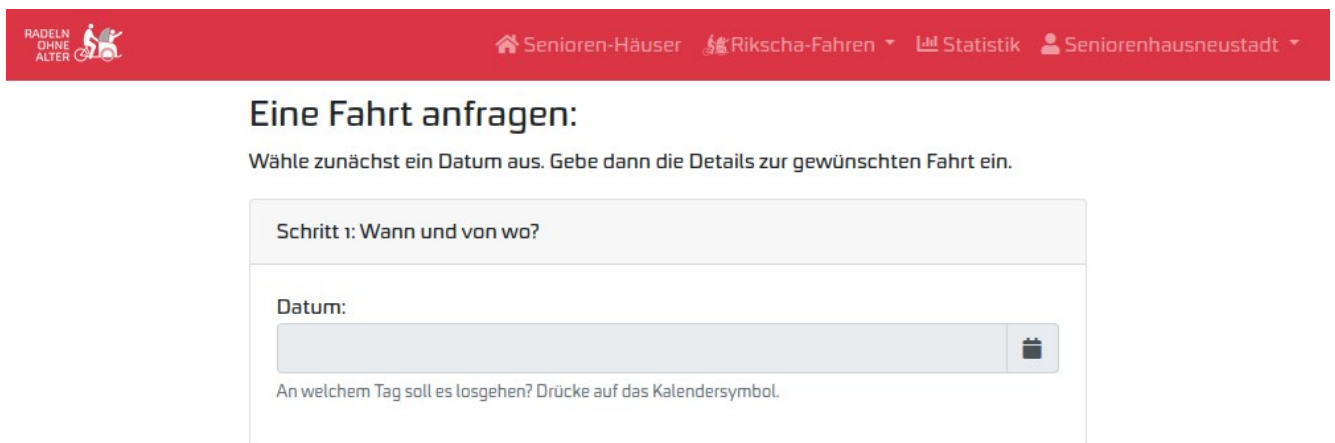 RADELN
OHNE
ALTER
Senioren-Häuser Rikscha-Fahren Statistik Seniorenhausneustadt
Eine Fahrt anfragen:
Wähle zunächst ein Datum aus. Gebe dann die Details zur gewünschten Fahrt ein.
Schritt 1: Wann und von wo?
Datum:
An welchem Tag soll es losgehen? Drücke auf das Kalendersymbol.